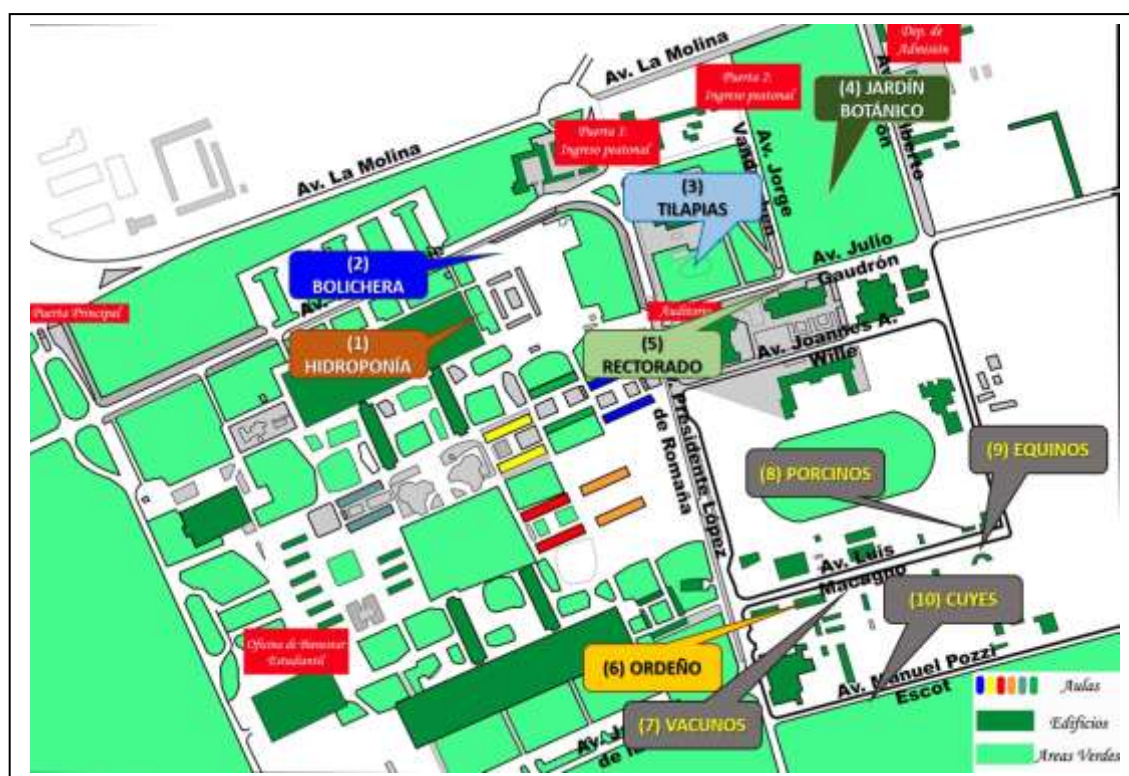 Dep. de
Admisión
Av. La Molina
Puerta 2:
Ingreso peatonal
(4) JARDÍN
BOTÁNICO
Puerta 1:
Ingreso peatonal
Av. La Molina
Av. Jorge
(3)
TILAPIAS
(2)
BOLICHERA
Av. Julio
Gaudrón
Puerta Principal
Auditorio
(1)
HIDROPONÍA
(5)
RECTORADO
Av. Joannes A.
Wille
Presidente López
de Romaña
(8) PORCINOS
(9) EQUINOS
Av. Luis
Macagno
(10) CUYES
Oficina de Bienestar
Estudiantil
(6) ORDEÑO
Av. Manuel Pozzi
Escot
(7) VACUNOS
Aulas
Edificios
Areas Verdes